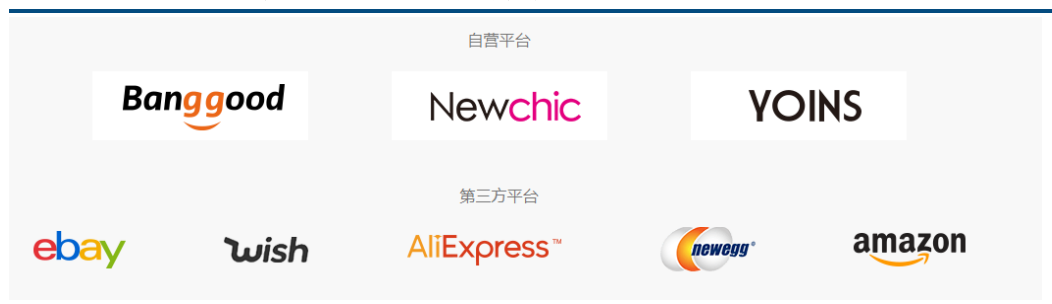 自营平台
Banggood Newchic YOINS
第三方平台
ebay wish AliExpress™ newegg® amazon